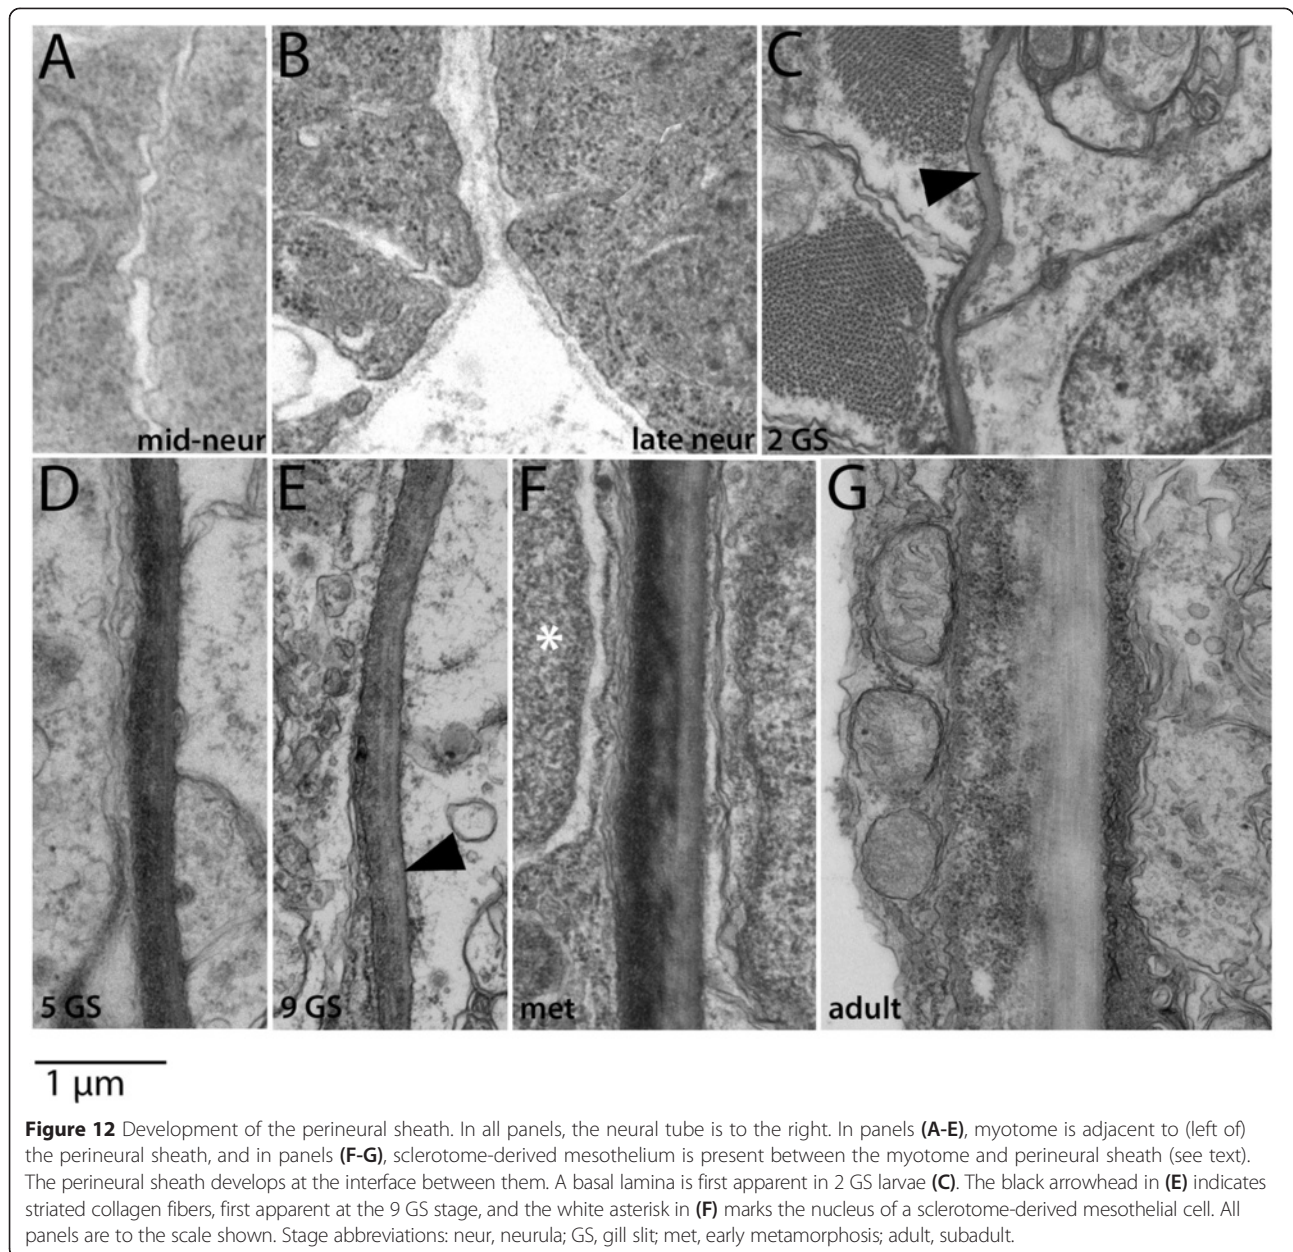 A
B
C
mid-neur
late neur
2 GS
D
E
F
G
*
5 GS
9 GS
met
adult
1 μm
Figure 12 Development of the perineural sheath. In all panels, the neural tube is to the right. In panels (A-E), myotome is adjacent to (left of)
the perineural sheath, and in panels (F-G), sclerotome-derived mesothelium is present between the myotome and perineural sheath (see text).
The perineural sheath develops at the interface between them. A basal lamina is first apparent in 2 GS larvae (C). The black arrowhead in (E) indicates
striated collagen fibers, first apparent at the 9 GS stage, and the white asterisk in (F) marks the nucleus of a sclerotome-derived mesothelial cell. All
panels are to the scale shown. Stage abbreviations: neur, neurula; GS, gill slit; met, early metamorphosis; adult, subadult.